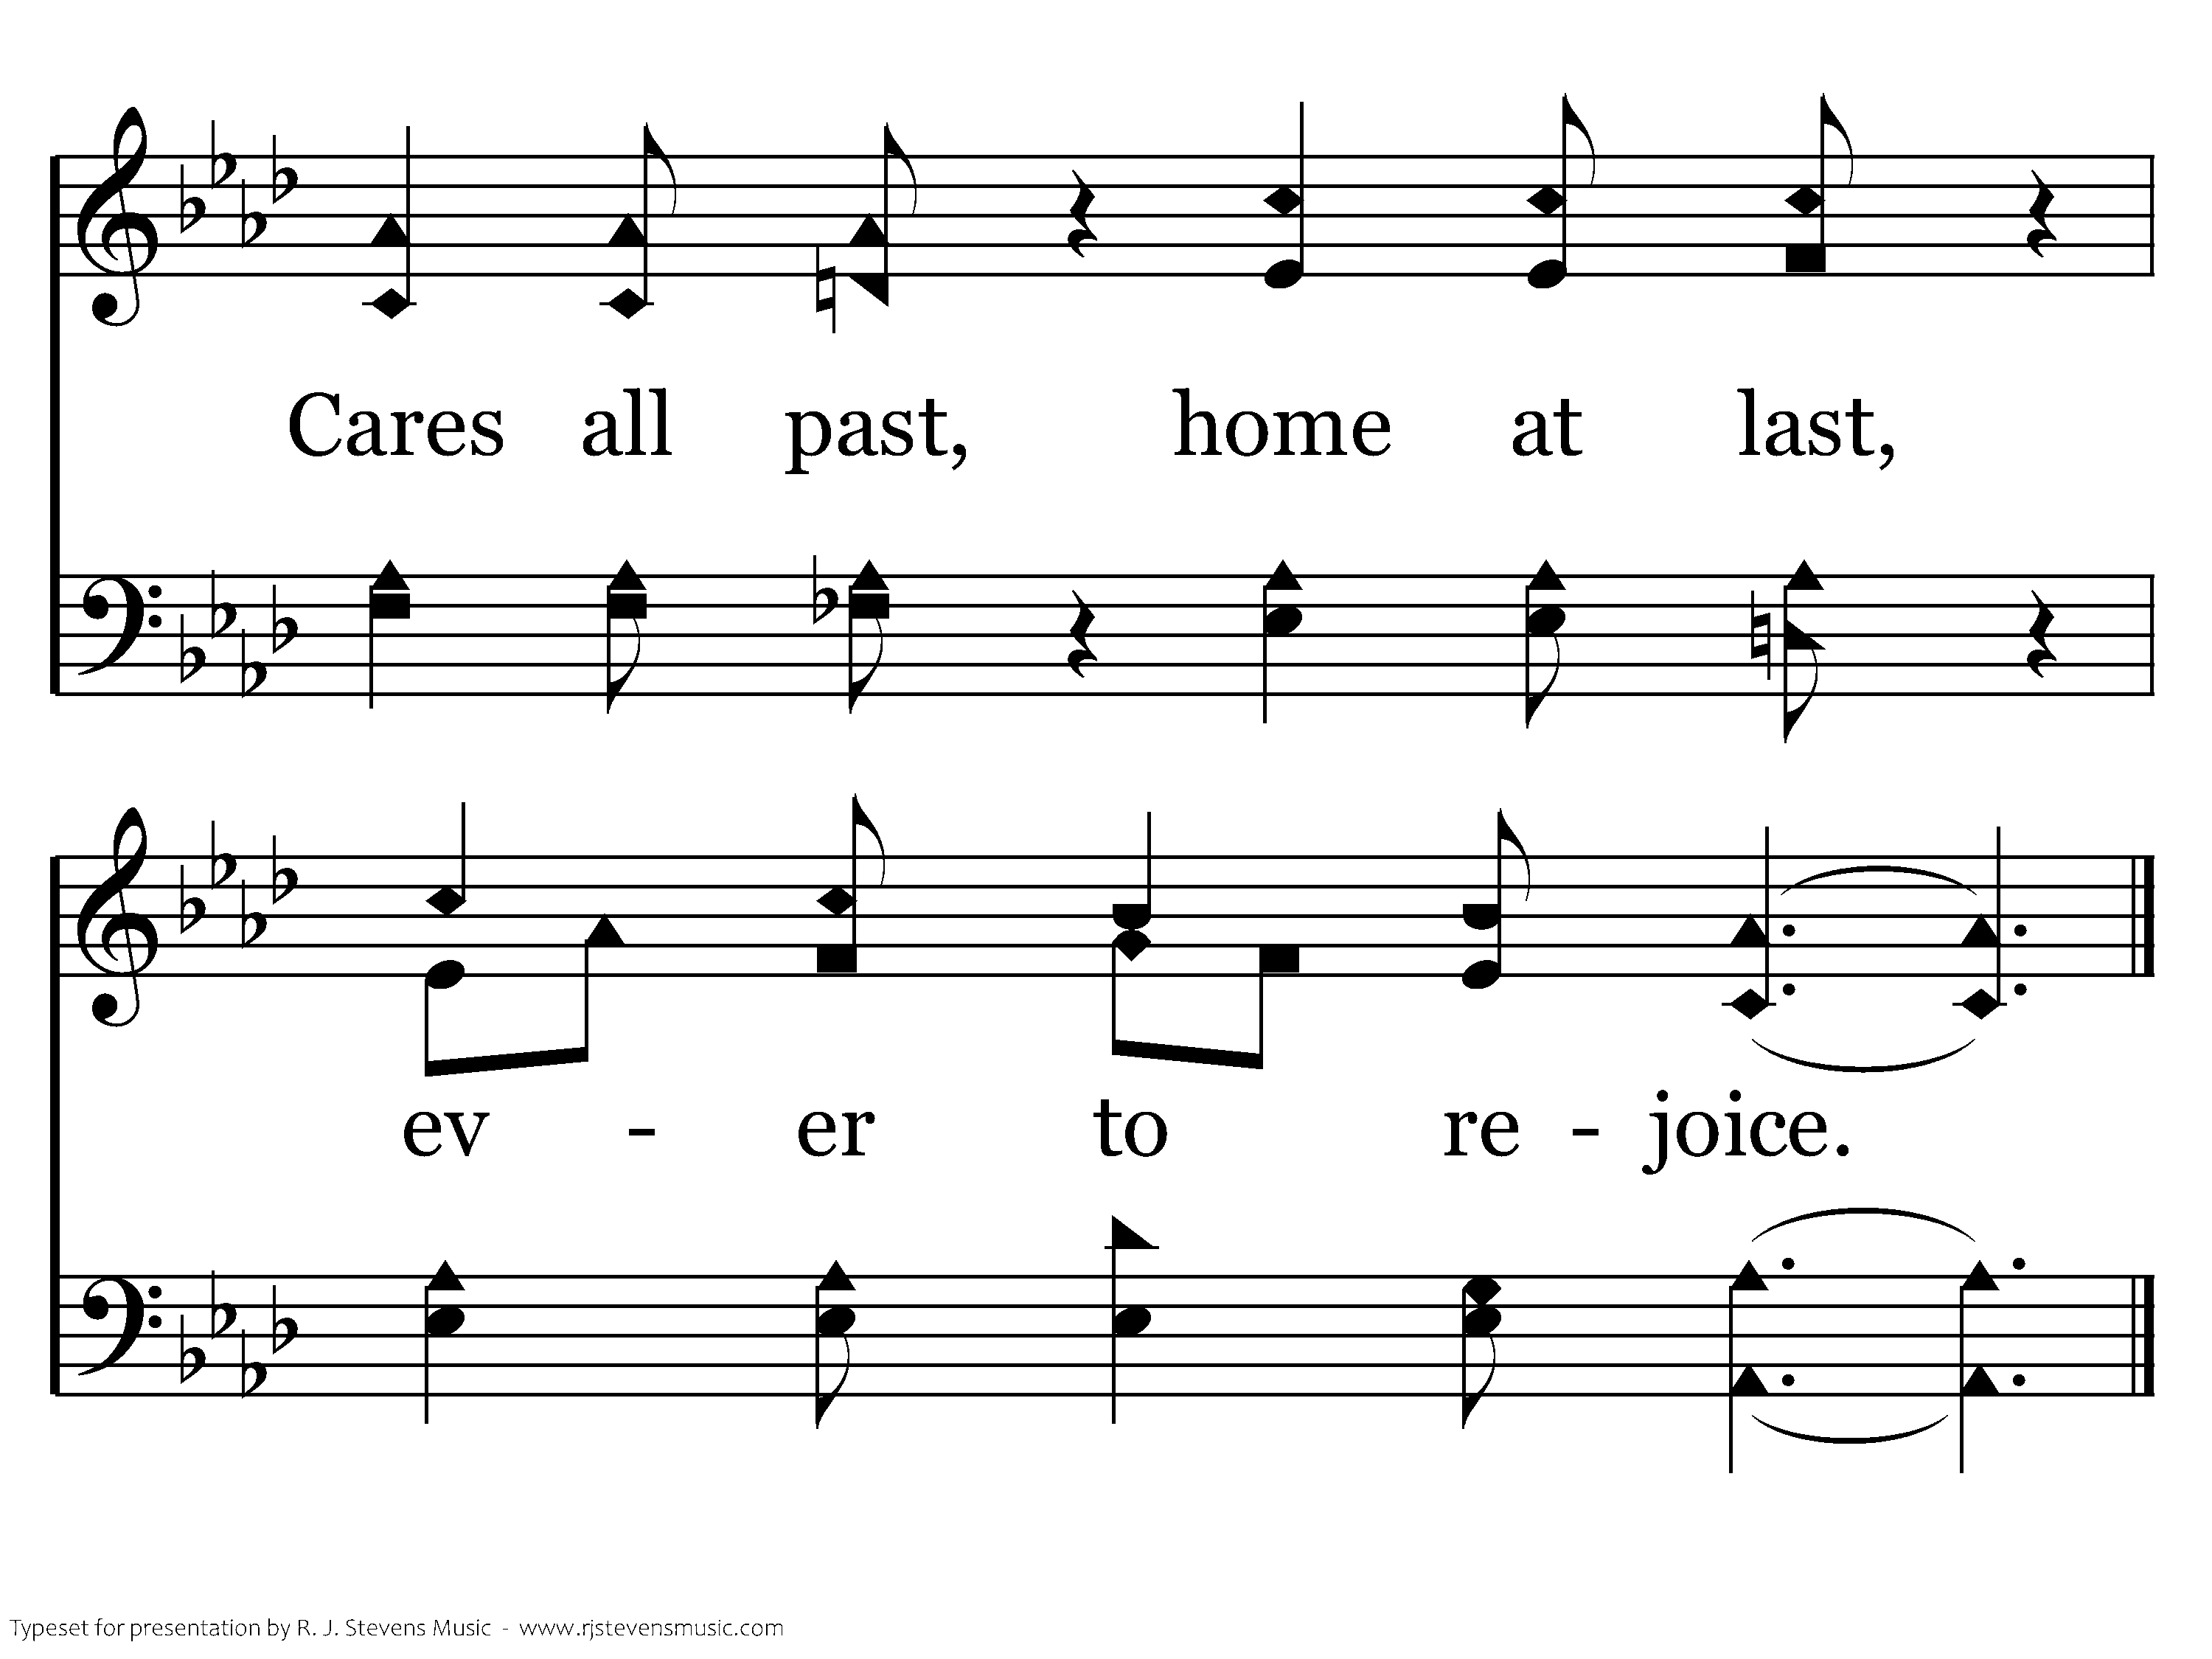 Cares all past, home at last,
ev - er to re - joice.
Typeset for presentation by R. J. Stevens Music - www.rjstevensmusic.com